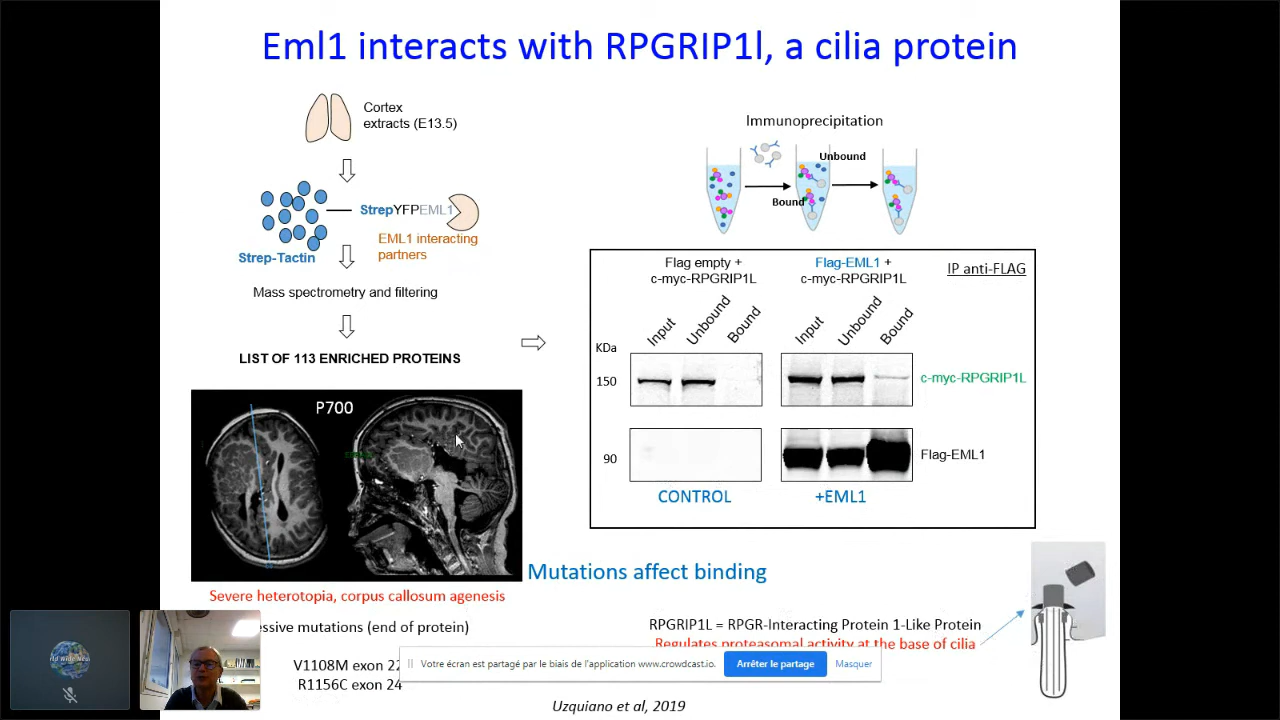 Eml1 interacts with RPGRIP1l, a cilia protein
Cortex
extracts (E13.5)
StrepYFPEML1
EML1 interacting
partners
Strep-Tactin
Mass spectrometry and filtering
LIST OF 113 ENRICHED PROTEINS
P700
Severe heterotopia, corpus callosum agenesis
essive mutations (end of protein)
V1108M exon 22
R1156C exon 24
Immunoprecipitation
Unbound
Bound
Flag empty +
c-myc-RPGRIP1L
Flag-EML1 +
c-myc-RPGRIP1L
IP anti-FLAG
Input
Unbound
Bound
Input
Unbound
Bound
KDa
150
c-myc-RPGRIP1L
90
Flag-EML1
CONTROL
+EML1
Mutations affect binding
RPGRIP1L = RPGR-Interacting Protein 1-Like Protein
Regulates proteasomal activity at the base of cilia
Votre écran est partagé par le biais de l'application www.crowdcast.io.
Arrêter le partage
Masquer
Uzquiano et al, 2019